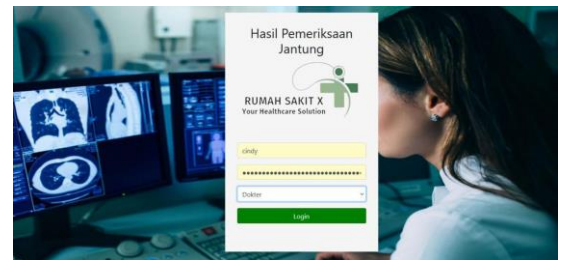 Hasil Pemeriksaan
Jantung
RUMAH SAKIT X
Your Healthcare Solution
cindy
Dokter
Login